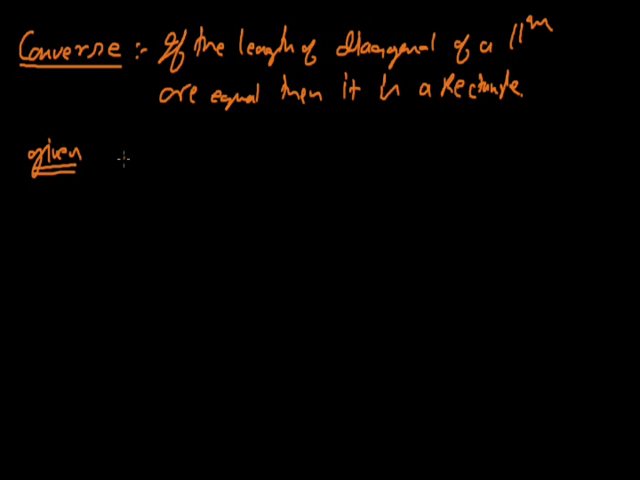 Converse :- If the length of diagonal of a ||gm
are equal then it is a Rectangle.
given